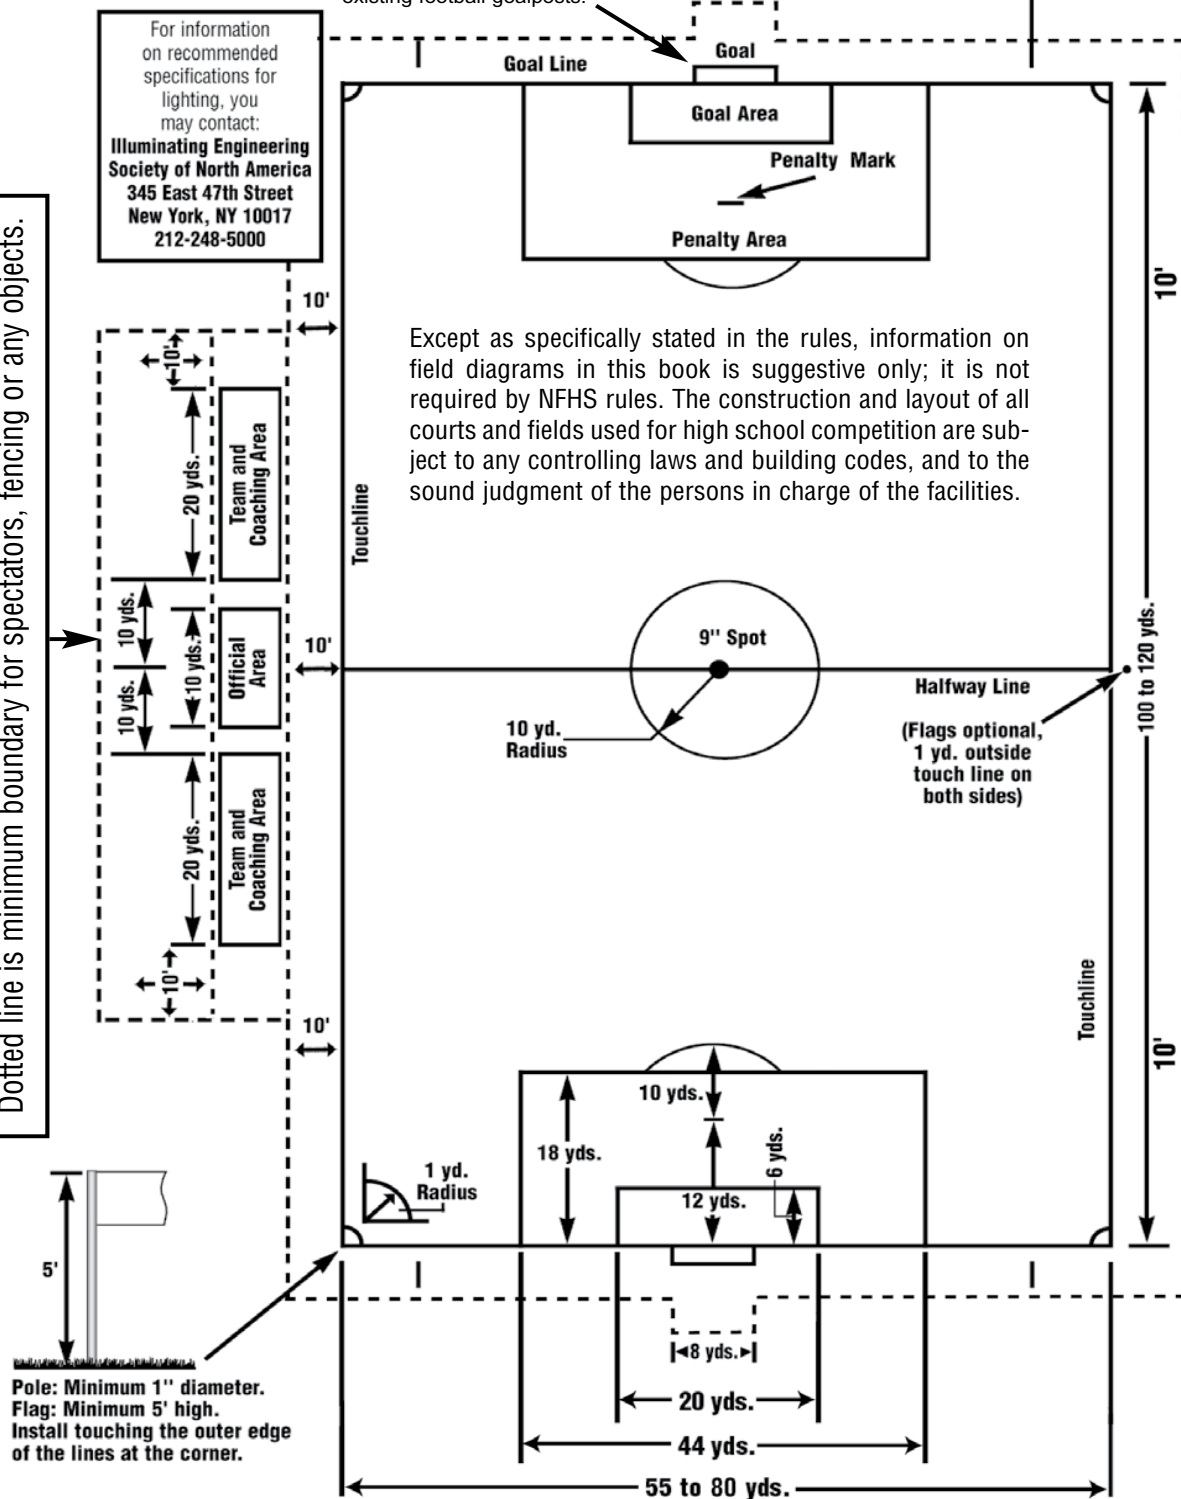 existing football goalposts.
For information
on recommended
specifications for
lighting, you
may contact:
Illuminating Engineering
Society of North America
345 East 47th Street
New York, NY 10017
212-248-5000
Goal Line
Goal
Goal Area
Penalty Mark
Penalty Area
Dotted line is minimum boundary for spectators, fencing or any objects.
10'
10'
10'
Except as specifically stated in the rules, information on
field diagrams in this book is suggestive only; it is not
required by NFHS rules. The construction and layout of all
courts and fields used for high school competition are sub-
ject to any controlling laws and building codes, and to the
sound judgment of the persons in charge of the facilities.
20 yds.
Team and
Coaching Area
Touchline
10 yds.
10 yds.
10 yds.
Official
Area
10'
9" Spot
10 yd.
Radius
Halfway Line
(Flags optional,
1 yd. outside
touch line on
both sides)
100 to 120 yds.
20 yds.
Team and
Coaching Area
10'
10'
Touchline
10'
10 yds.
18 yds.
12 yds.
6 yds.
1 yd.
Radius
5'
Pole: Minimum 1" diameter.
Flag: Minimum 5' high.
Install touching the outer edge
of the lines at the corner.
8 yds.
20 yds.
44 yds.
55 to 80 yds.